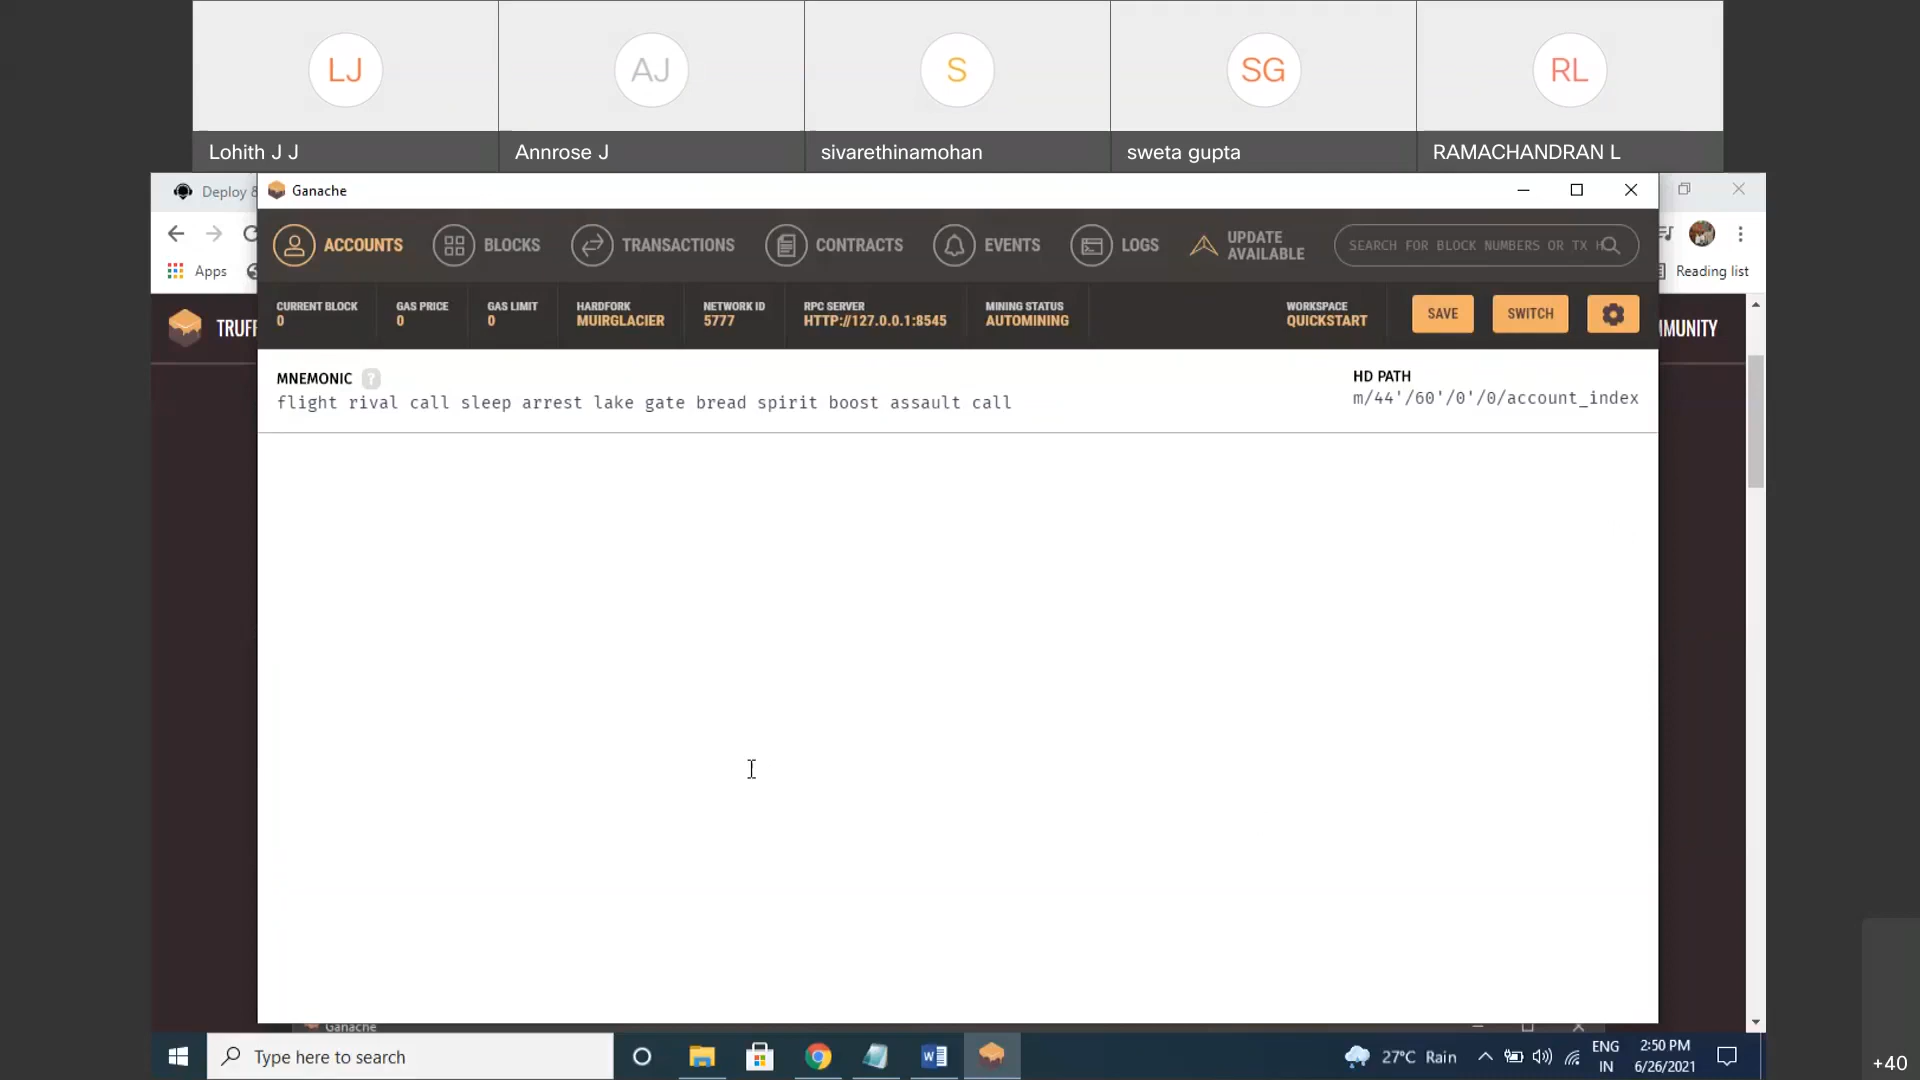 LJ
AJ
S
SG
RL
Lohith J J
Annrose J
sivarethinamohan
sweta gupta
RAMACHANDRAN L
Deploy &
Ganache
ACCOUNTS
BLOCKS
TRANSACTIONS
CONTRACTS
EVENTS
LOGS
UPDATE
AVAILABLE
SEARCH FOR BLOCK NUMBERS OR TX H
Apps
Reading list
CURRENT BLOCK
0
GAS PRICE
0
GAS LIMIT
0
HARDFORK
MUIRGLACIER
NETWORK ID
5777
RPC SERVER
HTTP://127.0.0.1:8545
MINING STATUS
AUTOMINING
WORKSPACE
QUICKSTART
SAVE
SWITCH
TRUFF
MMUNITY
MNEMONIC ?
flight rival call sleep arrest lake gate bread spirit boost assault call
HD PATH
m/44'/60'/0'/0/account_index
Ganache
Type here to search
27°C Rain
ENG
IN
2:50 PM
6/26/2021
+40